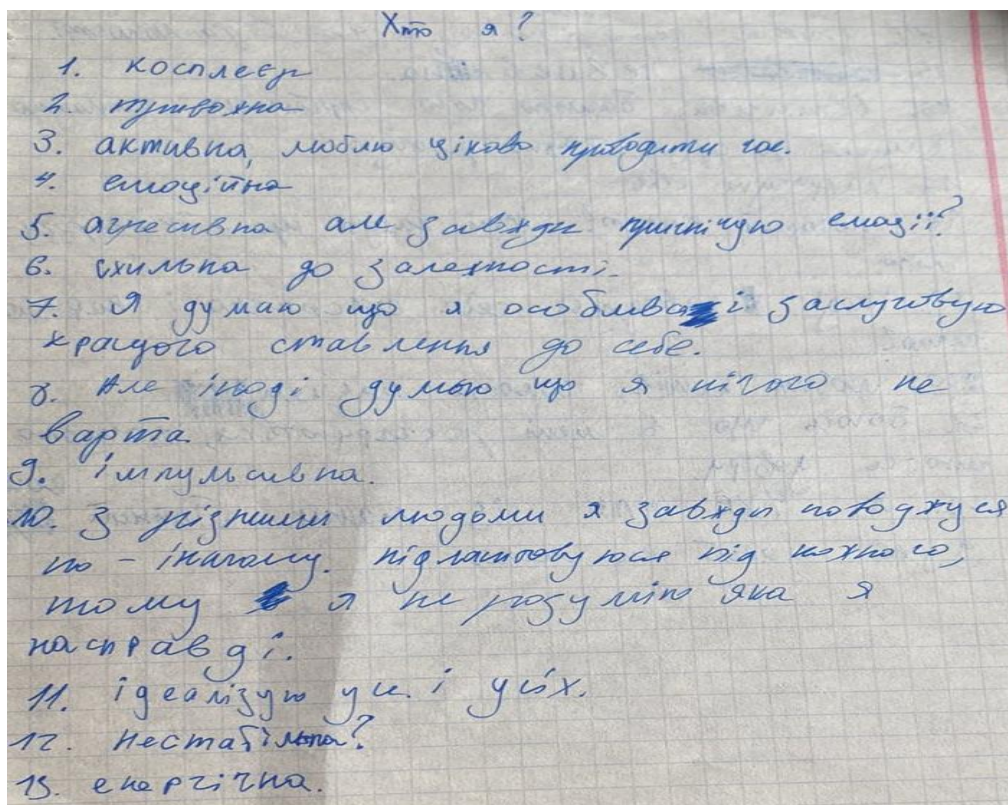 Хто я?
1. косплеєр
2. тривожна
3. активна, люблю цікаво проводити час.
4. емоційна
5. агресивна але завжди пригнічую емоції?
6. схильна до залежності.
7. Я думаю що я особлива і заслуговую
кращого ставлення до себе.
8. Але іноді думаю що я нічого не
варта.
9. імпульсивна.
10. З різними людьми я завжди поводжуся
по-іншому. підлаштовуюся під кожного,
тому я не розумію яка я
насправді.
11. ідеалізую усе і усіх.
12. нестабільна?
13. енергічна.